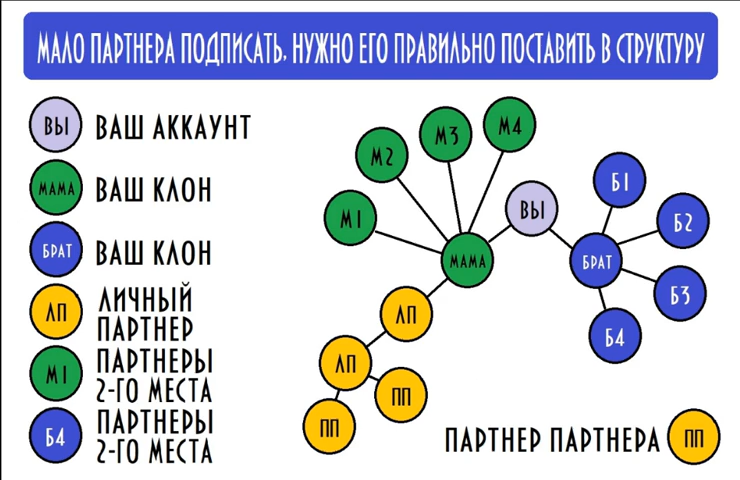 МАЛО ПАРТНЕРА ПОДПИСАТЬ, НУЖНО ЕГО ПРАВИЛЬНО ПОСТАВИТЬ В СТРУКТУРУ
ВЫ ВАШ АККАУНТ
МАМА ВАШ КЛОН
БРАТ ВАШ КЛОН
ЛП ЛИЧНЫЙ
ПАРТНЕР
М1 ПАРТНЕРЫ
2-ГО МЕСТА
Б4 ПАРТНЕРЫ
2-ГО МЕСТА
М4
М3
М2
М1
ВЫ
МАМА
БРАТ
Б1
Б2
Б3
Б4
ЛП
ЛП
ПП
ПП
ПАРТНЕР ПАРТНЕРА ПП